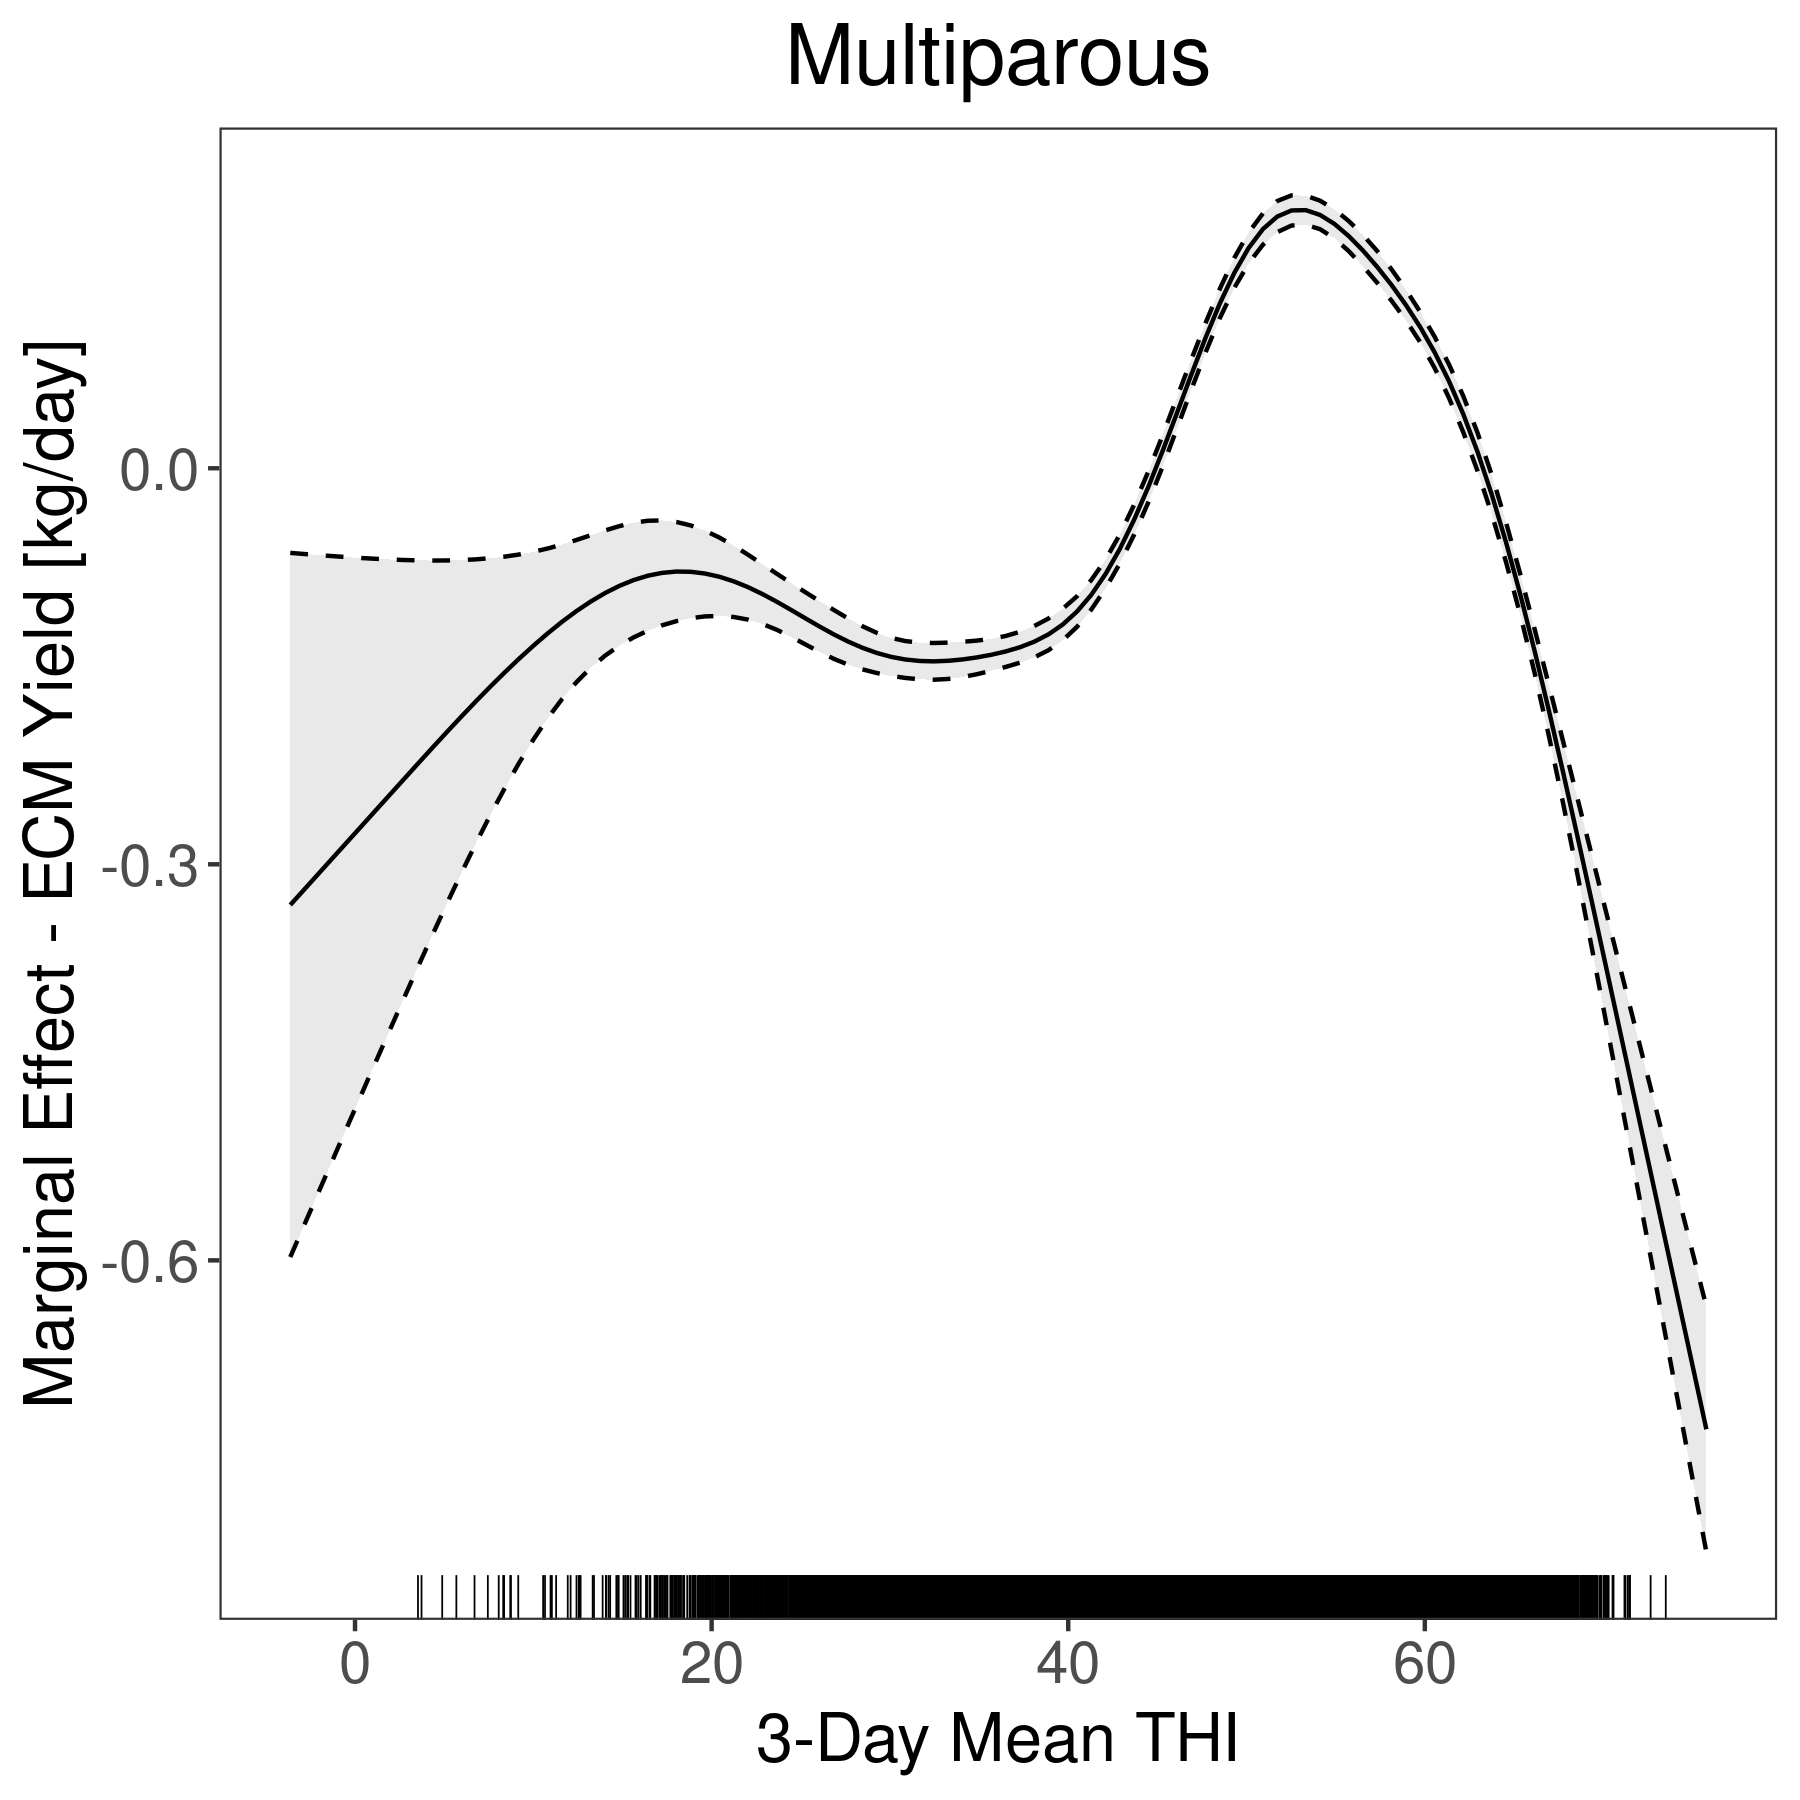 Multiparous
Marginal Effect - ECM Yield [kg/day]
0.0
-0.3
-0.6
0 20 40 60
3-Day Mean THI